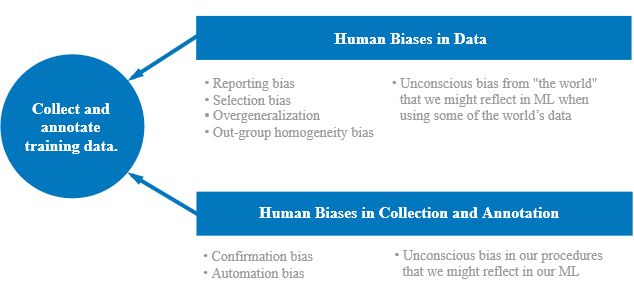 Human Biases in Data
• Reporting bias
• Selection bias
• Overgeneralization
• Out-group homogeneity bias
• Unconscious bias from "the world"
that we might reflect in ML when
using some of the world’s data
Collect and
annotate
training data.
Human Biases in Collection and Annotation
• Confirmation bias
• Automation bias
• Unconscious bias in our procedures
that we might reflect in our ML